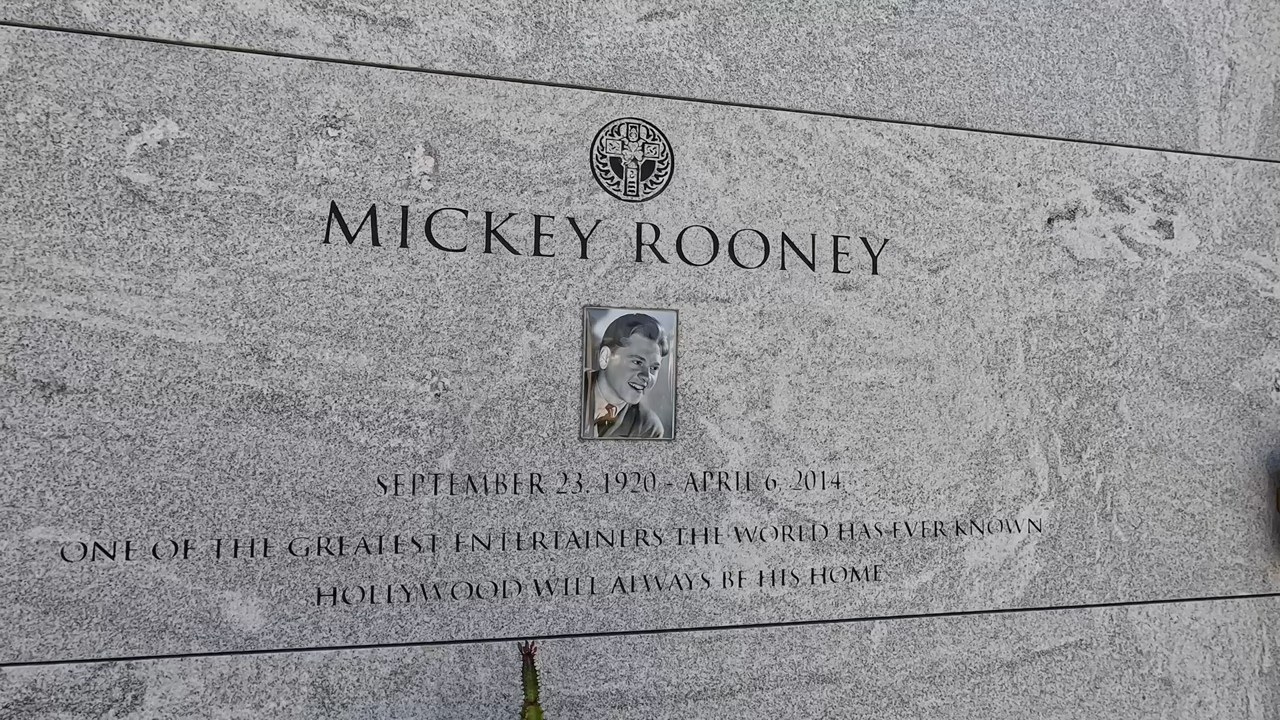 MICKEY ROONEY
SEPTEMBER 23, 1920 - APRIL 6, 2014
ONE OF THE GREATEST ENTERTAINERS THE WORLD HAS EVER KNOWN
HOLLYWOOD WILL ALWAYS BE HIS HOME